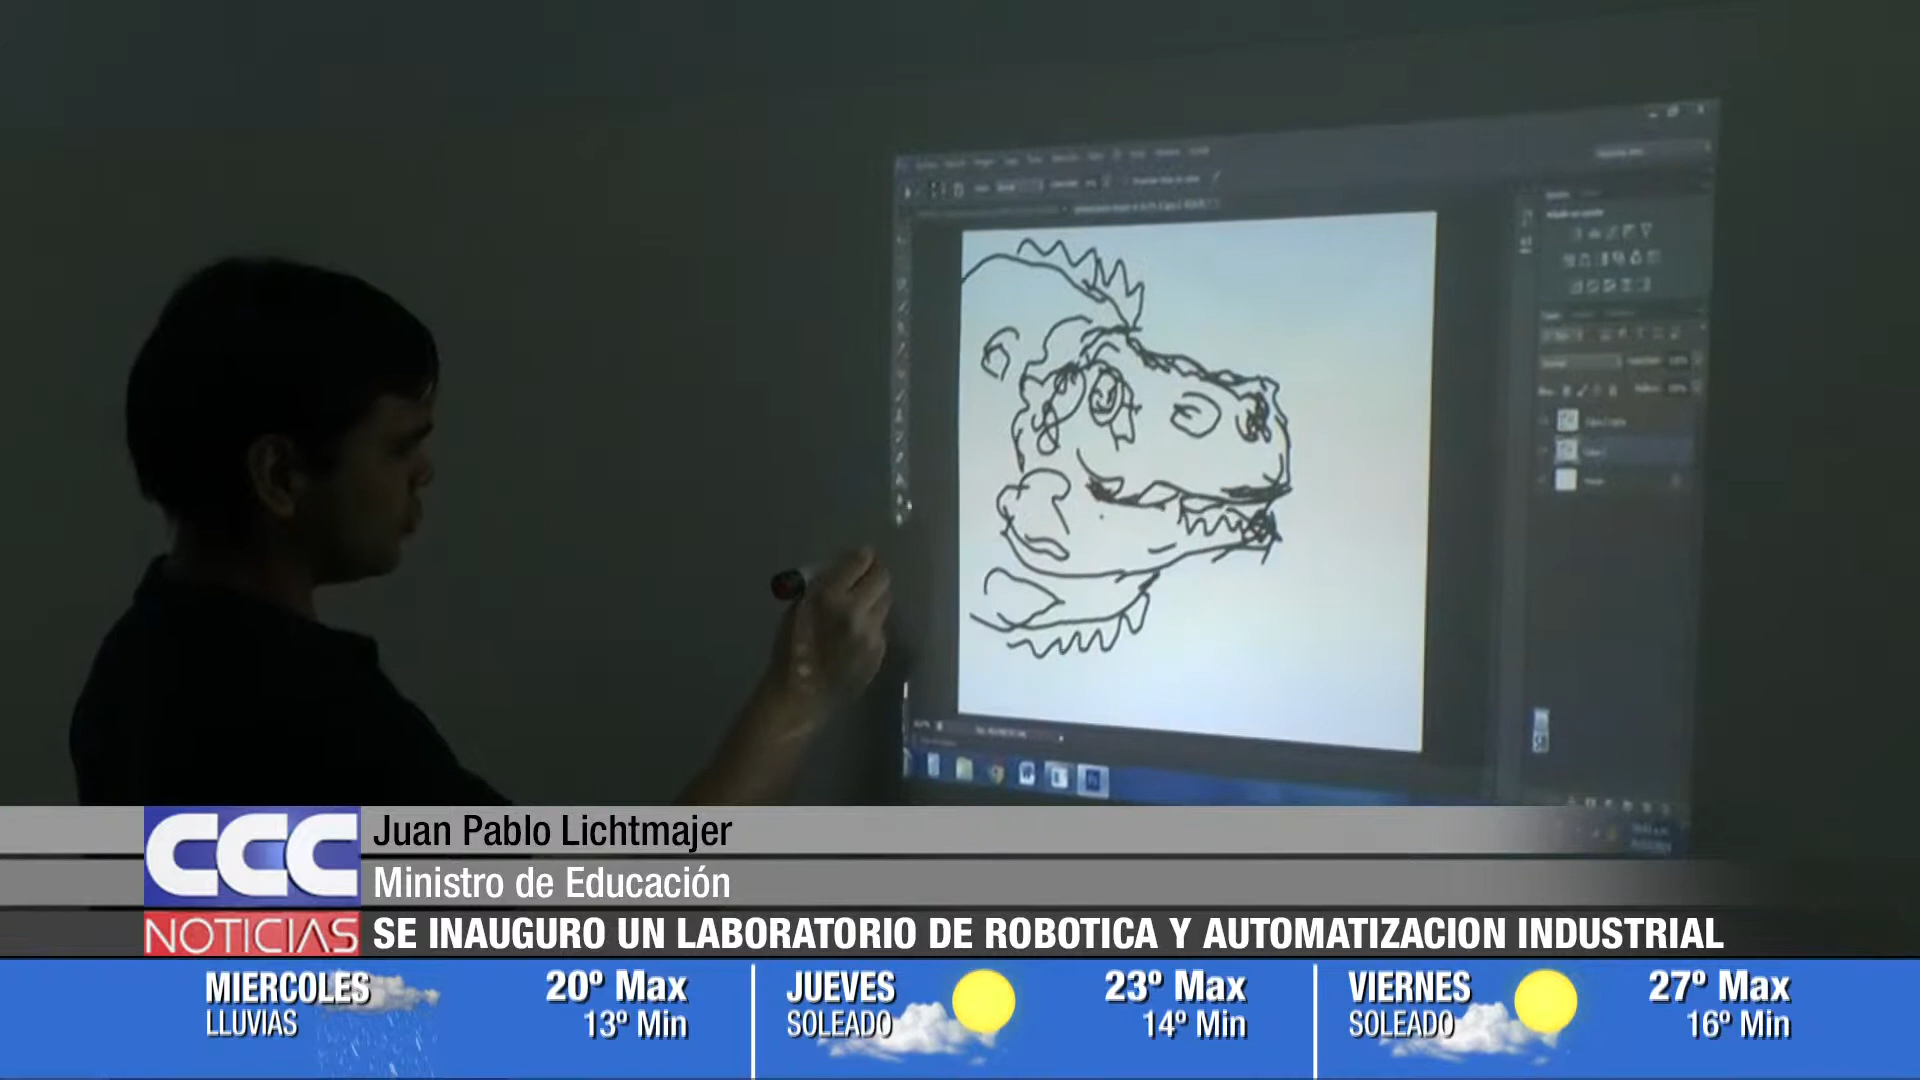 Juan Pablo Lichtmajer
Ministro de Educación
CCC
NOTICIAS
SE INAUGURO UN LABORATORIO DE ROBOTICA Y AUTOMATIZACION INDUSTRIAL
MIERCOLES
LLUVIAS
20º Max
13º Min
JUEVES
SOLEADO
23º Max
14º Min
VIERNES
SOLEADO
27º Max
16º Min